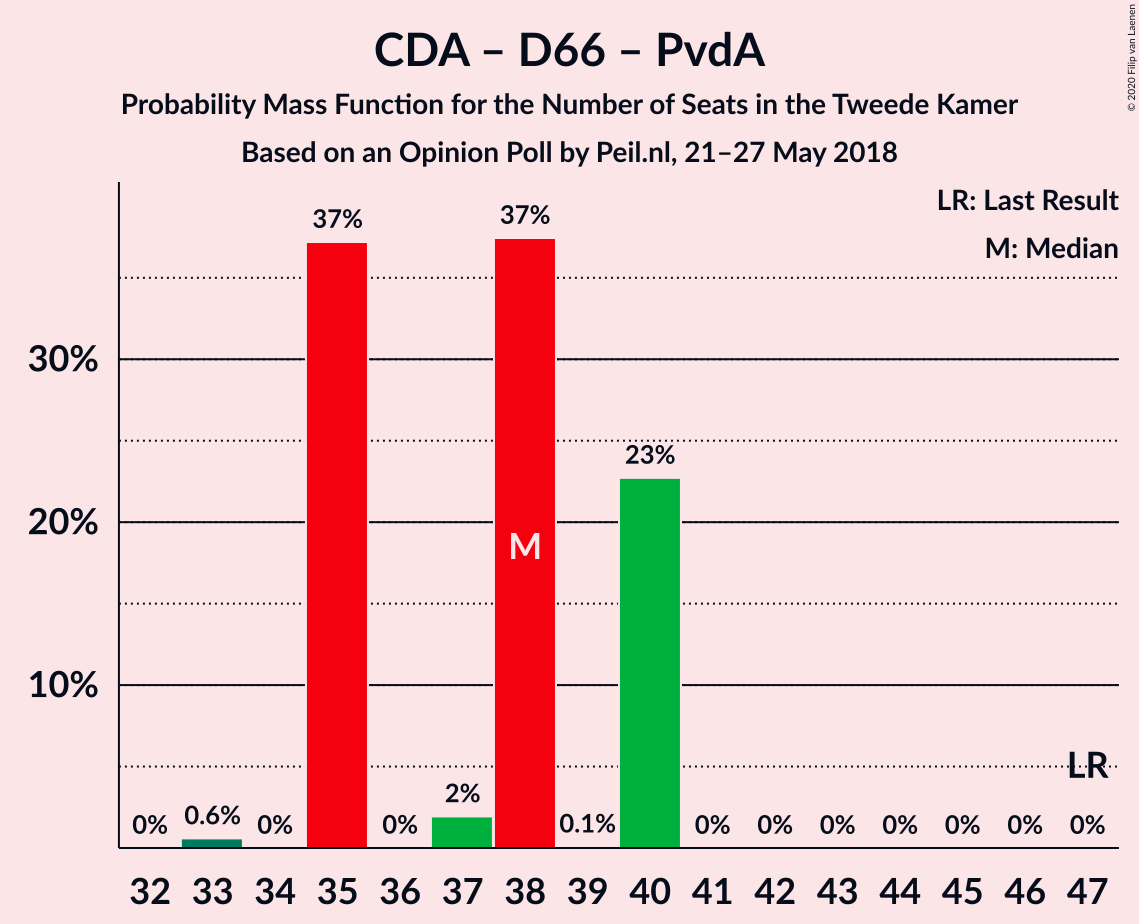 CDA – D66 – PvdA
Probability Mass Function for the Number of Seats in the Tweede Kamer
Based on an Opinion Poll by Peil.nl, 21–27 May 2018
© 2020 Filip van Laenen
LR: Last Result
M: Median
37%
37%
30%
23%
20%
M
10%
LR
0%
0.6%
0%
0%
2%
0.1%
0%
0%
0%
0%
0%
0%
0%
32 33 34 35 36 37 38 39 40 41 42 43 44 45 46 47